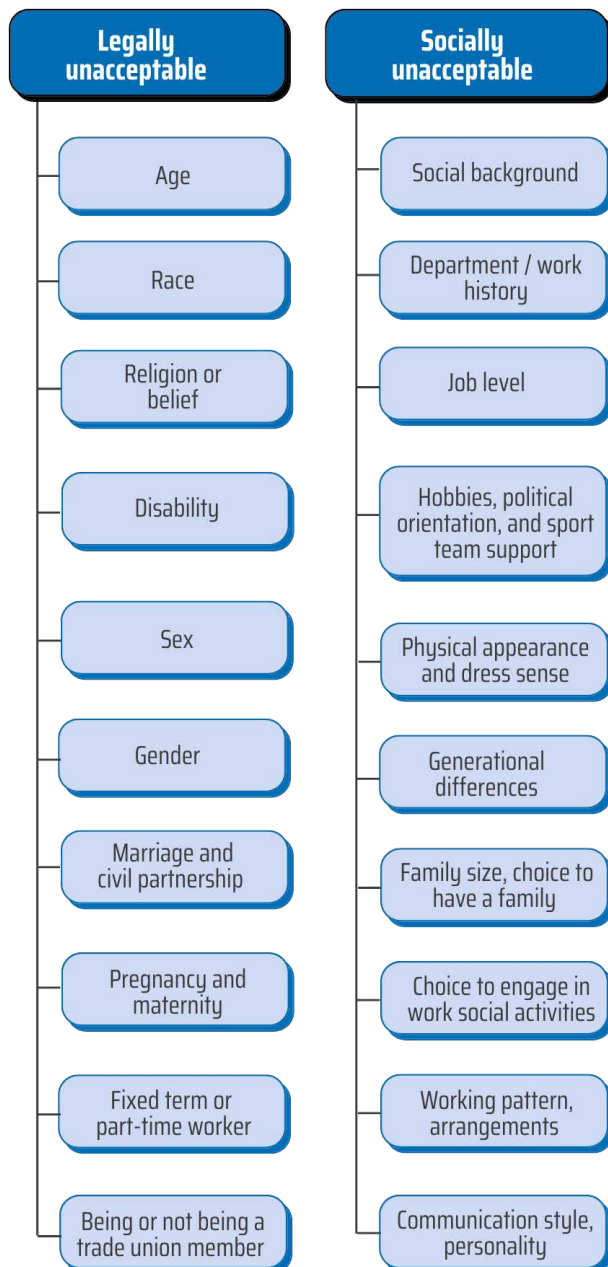 Legally
unacceptable
Age
Race
Religion or
belief
Disability
Sex
Gender
Marriage and
civil partnership
Pregnancy and
maternity
Fixed term or
part-time worker
Being or not being a
trade union member
Socially
unacceptable
Social background
Department / work
history
Job level
Hobbies, political
orientation, and sport
team support
Physical appearance
and dress sense
Generational
differences
Family size, choice to
have a family
Choice to engage in
work social activities
Working pattern,
arrangements
Communication style,
personality